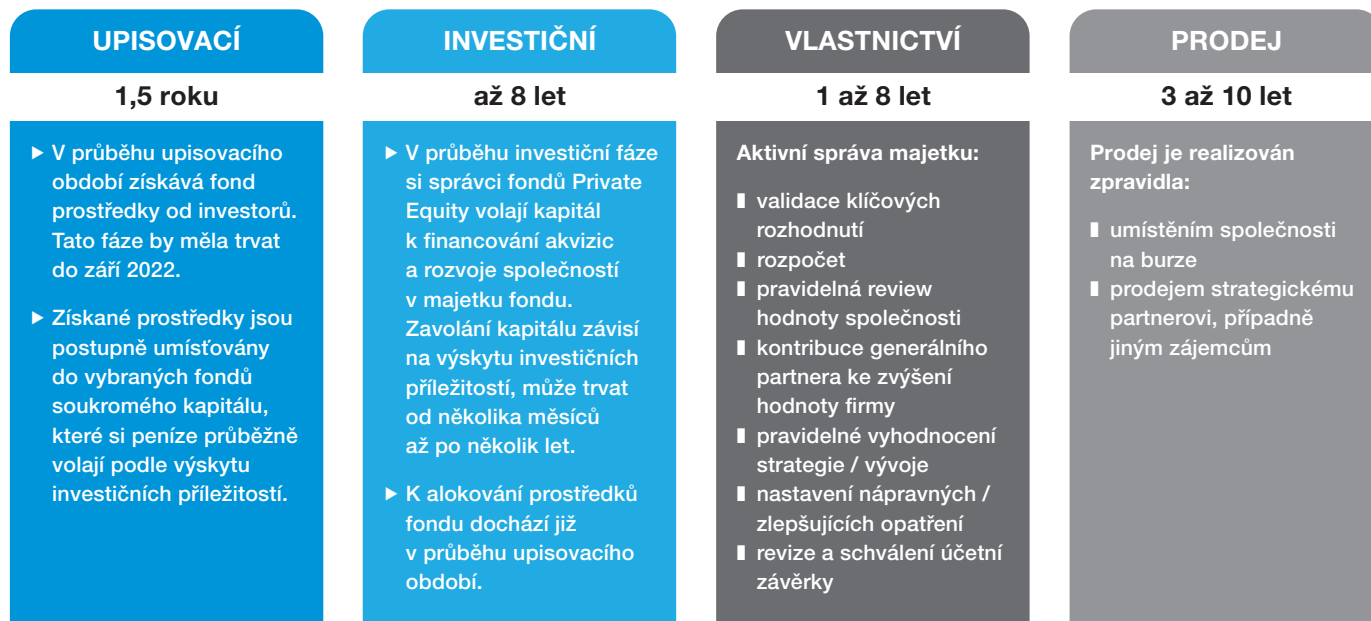 UPISOVACÍ
1,5 roku
▶ V průběhu upisovacího
období získává fond
prostředky od investorů.
Tato fáze by měla trvat
do září 2022.
▶ Získané prostředky jsou
postupně umísťovány
do vybraných fondů
soukromého kapitálu,
které si peníze průběžně
volají podle výskytu
investičních příležitostí.
INVESTIČNÍ
až 8 let
▶ V průběhu investiční fáze
si správci fondů Private
Equity volají kapitál
k financování akvizic
a rozvoje společností
v majetku fondu.
Zavolání kapitálu závisí
na výskytu investičních
příležitostí, může trvat
od několika měsíců
až po několik let.
▶ K alokování prostředků
fondu dochází již
v průběhu upisovacího
období.
VLASTNICTVÍ
1 až 8 let
Aktivní správa majetku:
validace klíčových
rozhodnutí
rozpočet
pravidelná review
hodnoty společnosti
kontribuce generálního
partnera ke zvýšení
hodnoty firmy
pravidelné vyhodnocení
strategie / vývoje
nastavení nápravných /
zlepšujících opatření
revize a schválení účetní
závěrky
PRODEJ
3 až 10 let
Prodej je realizován
zpravidla:
umístěním společnosti
na burze
prodejem strategickému
partnerovi, případně
jiným zájemcům